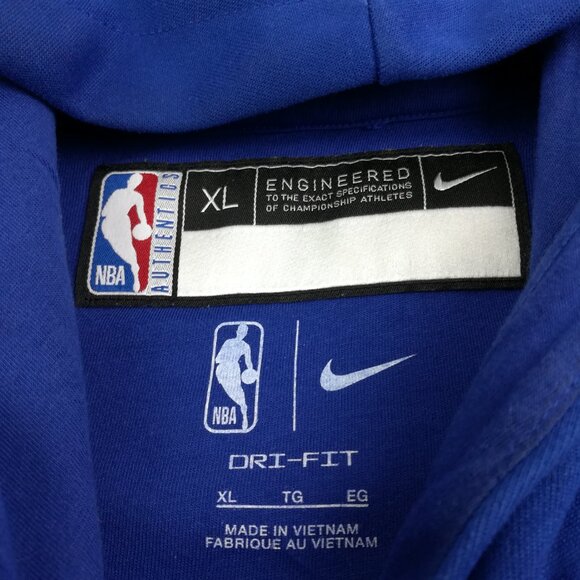 NBA
AUTHENTICS
XL
ENGINEERED
TO THE EXACT SPECIFICATIONS
OF CHAMPIONSHIP ATHLETES
NBA
DRI-FIT
XL TG EG
MADE IN VIETNAM
FABRIQUE AU VIETNAM